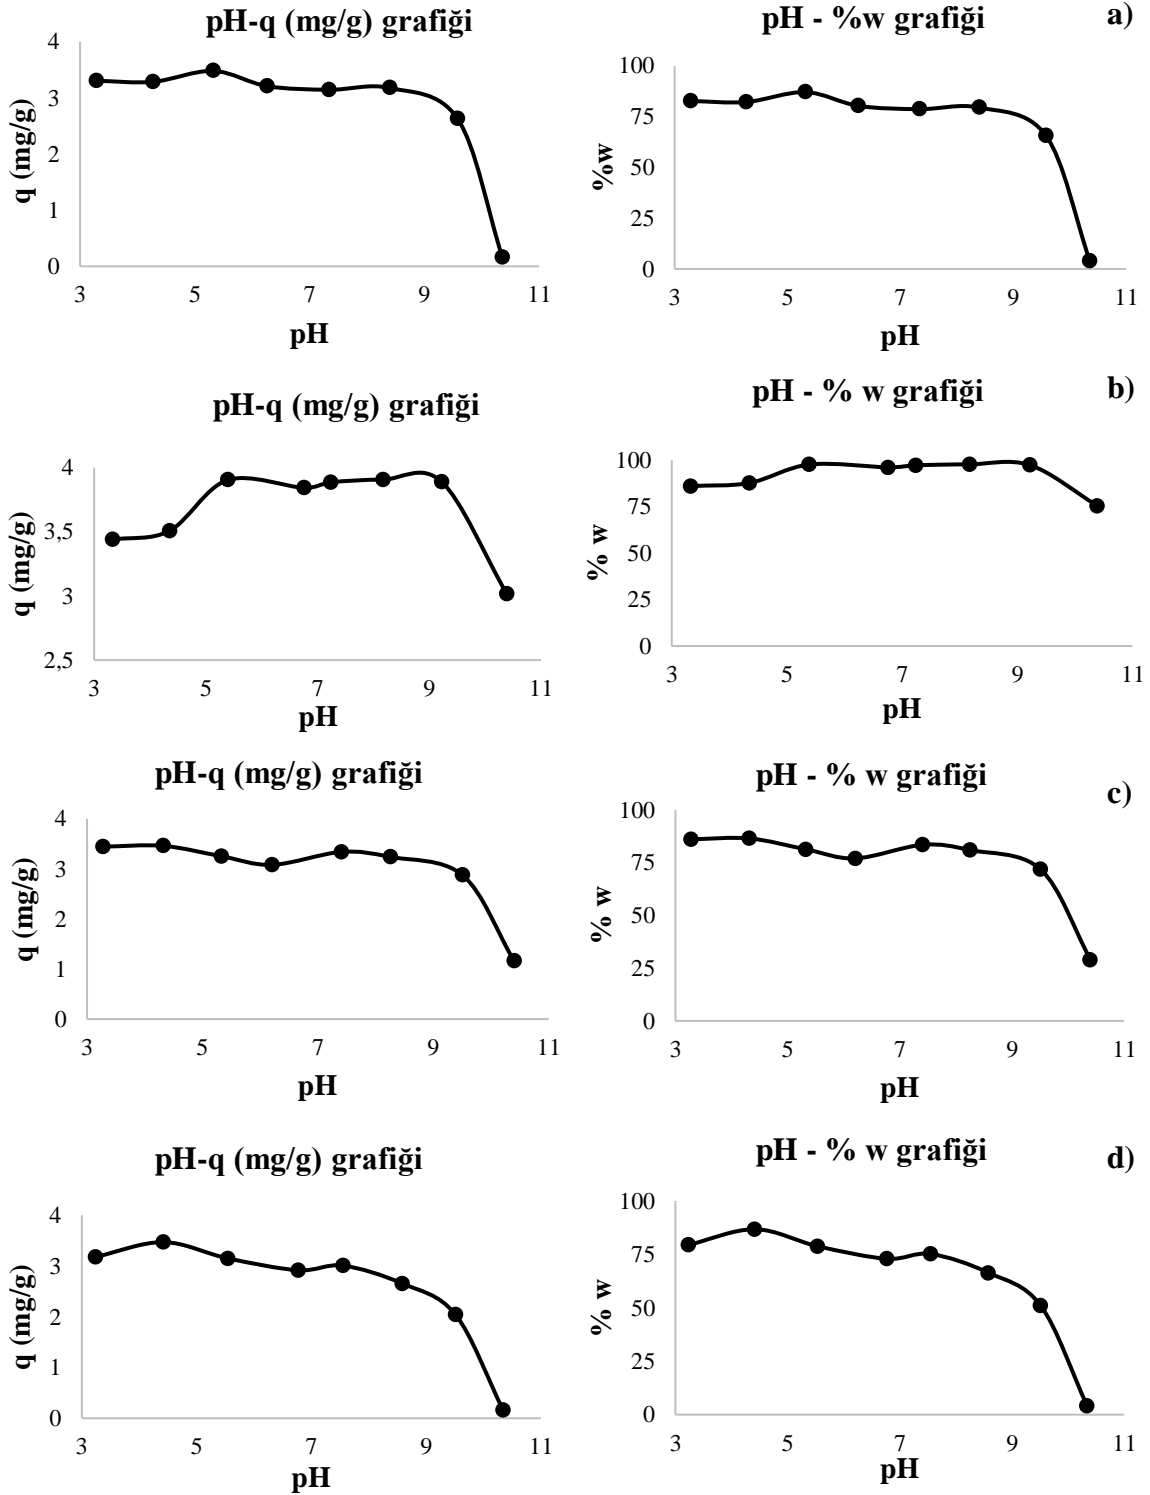 pH-q (mg/g) grafiği
4
3
2
1
0
3 5 7 9 11
q (mg/g)
pH
pH - %w grafiği
a)
100
75
50
25
0
3 5 7 9 11
%w
pH
pH-q (mg/g) grafiği
4
3,5
3
2,5
3 5 7 9 11
q (mg/g)
pH
pH - % w grafiği
b)
100
75
50
25
0
3 5 7 9 11
% w
pH
pH-q (mg/g) grafiği
4
3
2
1
0
3 5 7 9 11
q (mg/g)
pH
pH - % w grafiği
c)
100
75
50
25
0
3 5 7 9 11
% w
pH
pH-q (mg/g) grafiği
4
3
2
1
0
3 5 7 9 11
q (mg/g)
pH
pH - % w grafiği
d)
100
75
50
25
0
3 5 7 9 11
% w
pH